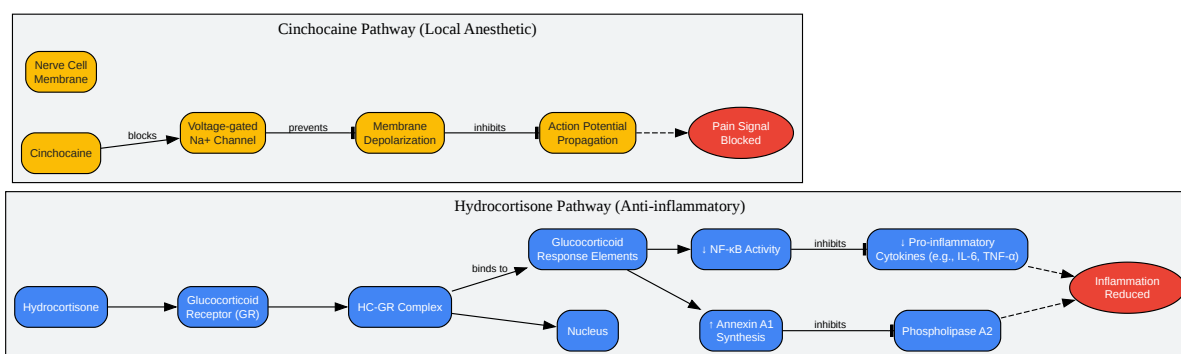 Cinchocaine Pathway (Local Anesthetic)
Nerve Cell
Membrane
Cinchocaine
blocks
Voltage-gated
Na+ Channel
prevents
Membrane
Depolarization
inhibits
Action Potential
Propagation
Pain Signal
Blocked
Hydrocortisone Pathway (Anti-inflammatory)
Hydrocortisone
Glucocorticoid
Receptor (GR)
HC-GR Complex
binds to
Glucocorticoid
Response Elements
Nucleus
↓ NF-κB Activity
inhibits
↓ Pro-inflammatory
Cytokines (e.g., IL-6, TNF-α)
↑ Annexin A1
Synthesis
inhibits
Phospholipase A2
Inflammation
Reduced